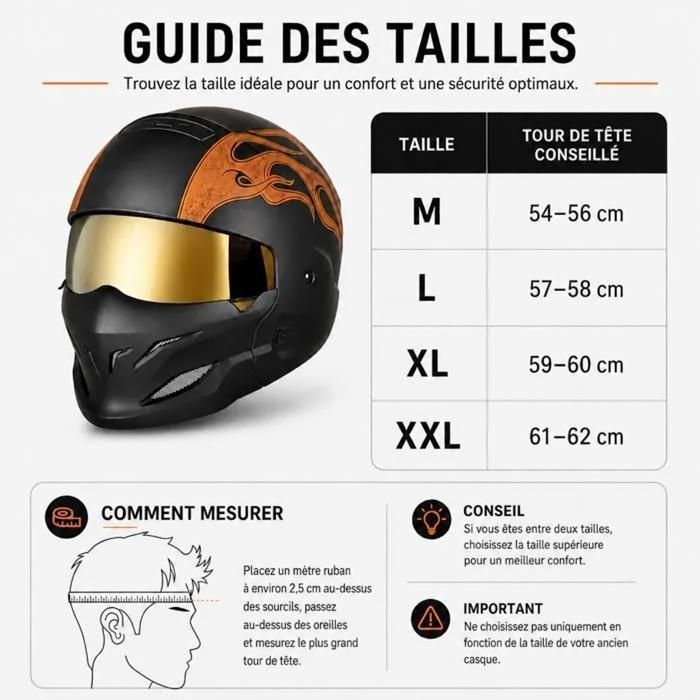 GUIDE DES TAILLES
Trouvez la taille idéale pour un confort et une sécurité optimaux.
TAILLE
TOUR DE TÊTE
CONSEILLÉ
M
54–56 cm
L
57–58 cm
XL
59–60 cm
XXL
61–62 cm
COMMENT MESURER
Placez un mètre ruban
à environ 2,5 cm au-dessus
des sourcils, passez
au-dessus des oreilles
et mesurez le plus grand
tour de tête.
CONSEIL
Si vous êtes entre deux tailles,
choisissez la taille supérieure
pour un meilleur confort.
IMPORTANT
Ne choisissez pas uniquement en
fonction de la taille de votre ancien
casque.